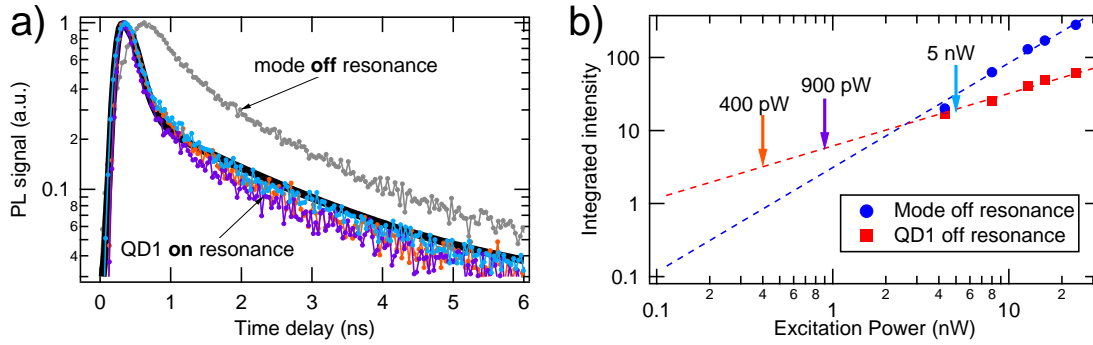 a)
PL signal (a.u.)
1
8
6
4
2
0.1
8
6
4
mode off resonance
QD1 on resonance
0 1 2 3 4 5 6
Time delay (ns)
b)
Integrated intensity
100
10
1
0.1
400 pW
900 pW
5 nW
Mode off resonance
QD1 off resonance
0.1 2 4 6 8 1 2 4 6 8 10 2
Excitation Power (nW)